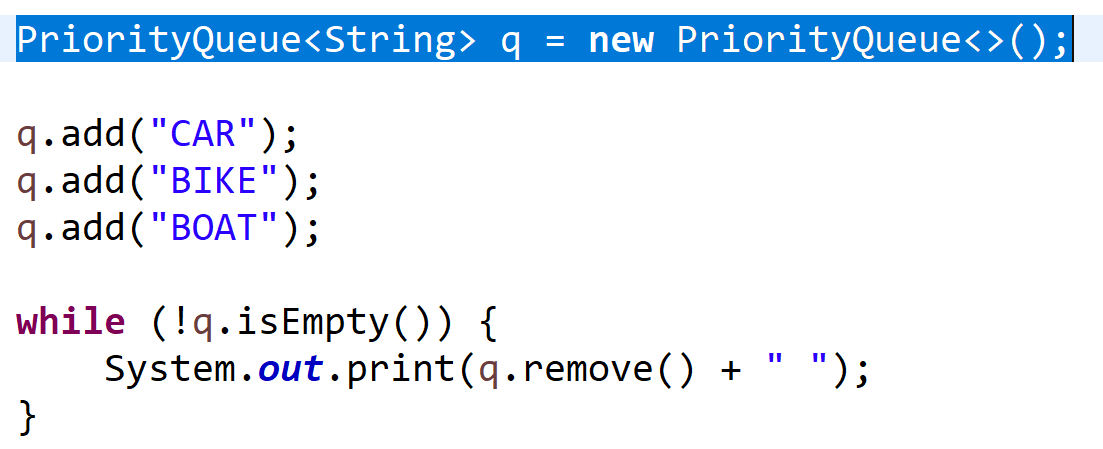 PriorityQueue<String> q = new PriorityQueue<>();
q.add("CAR");
q.add("BIKE");
q.add("BOAT");
while (!q.isEmpty()) {
    System.out.print(q.remove() + " ");
}